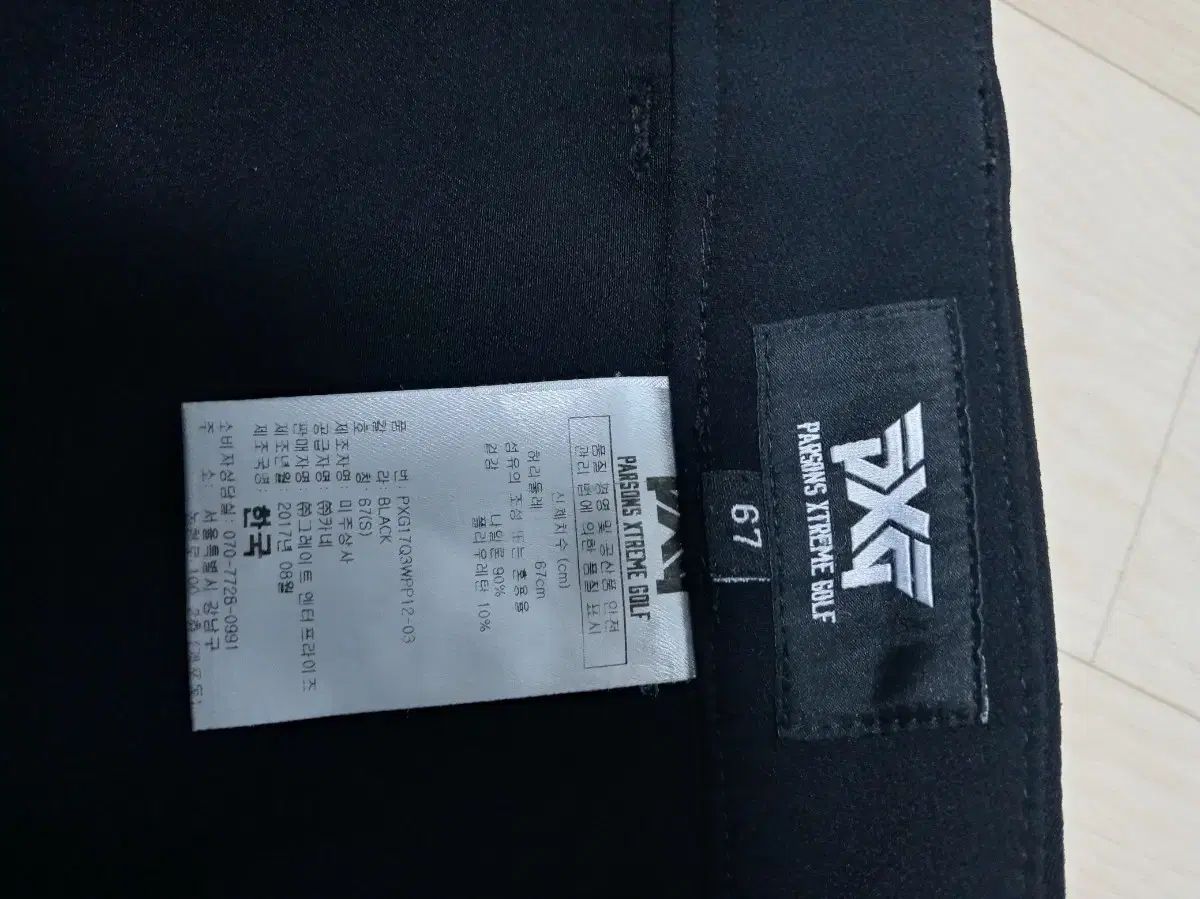 PXG
PARSONS XTREME GOLF
67
PXG
PARSONS XTREME GOLF
품질 경영 및 공산품 안전
관리 법에 의한 품질 표시
신체치수 (cm)
허리둘레 67cm
섬유의 조성 또는 혼용율
겉감 나일론 90%
폴리우레탄 10%
품 번: PXG17Q3WPP12-03
컬 라: BLACK
호 칭: 67(S)
제조자명: 미주상사
공급자명: ㈜카네
판매자명: ㈜그레이트 엔터프라이즈
제조년월: 2017년 08월
제조국명: 한국
소비자상담실: 070-7728-0991
주 소: 서울특별시 강남구